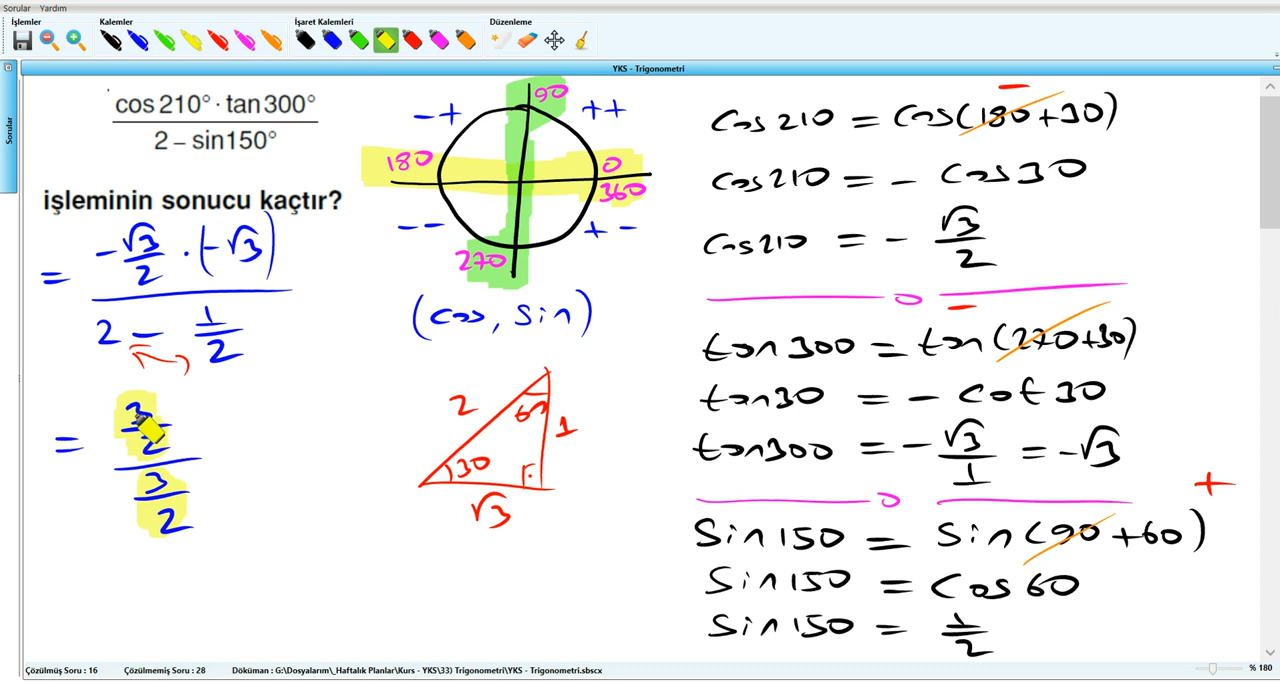 Sorular Yardım
İşlemler Kalemler İşaret Kalemleri Düzenleme
YKS - Trigonometri
Sorular
cos 210° · tan 300°
2 – sin150°
işleminin sonucu kaçtır?
= -√3/2 · (-√3)
2 - 1/2
= 3/2
3/2
90
- + + +
180 0
360
- - + -
270
(cos, sin)
2 60 1
30
√3
cos 210 = cos(180+30) -
cos 210 = - cos 30
cos 210 = - √3/2
tan 300 = tan (270+30) -
tan 30 = - cot 30
tan 300 = - √3/1 = -√3
+
Sin 150 = Sin (90+60)
Sin 150 = Cos 60
Sin 150 = 1/2
Çözülmüş Soru : 16 Çözülmemiş Soru : 28 Döküman : G:\Dosyalarım\_Haftalık Planlar\Kurs - YKS\33) Trigonometri\YKS - Trigonometri.sbscx % 180